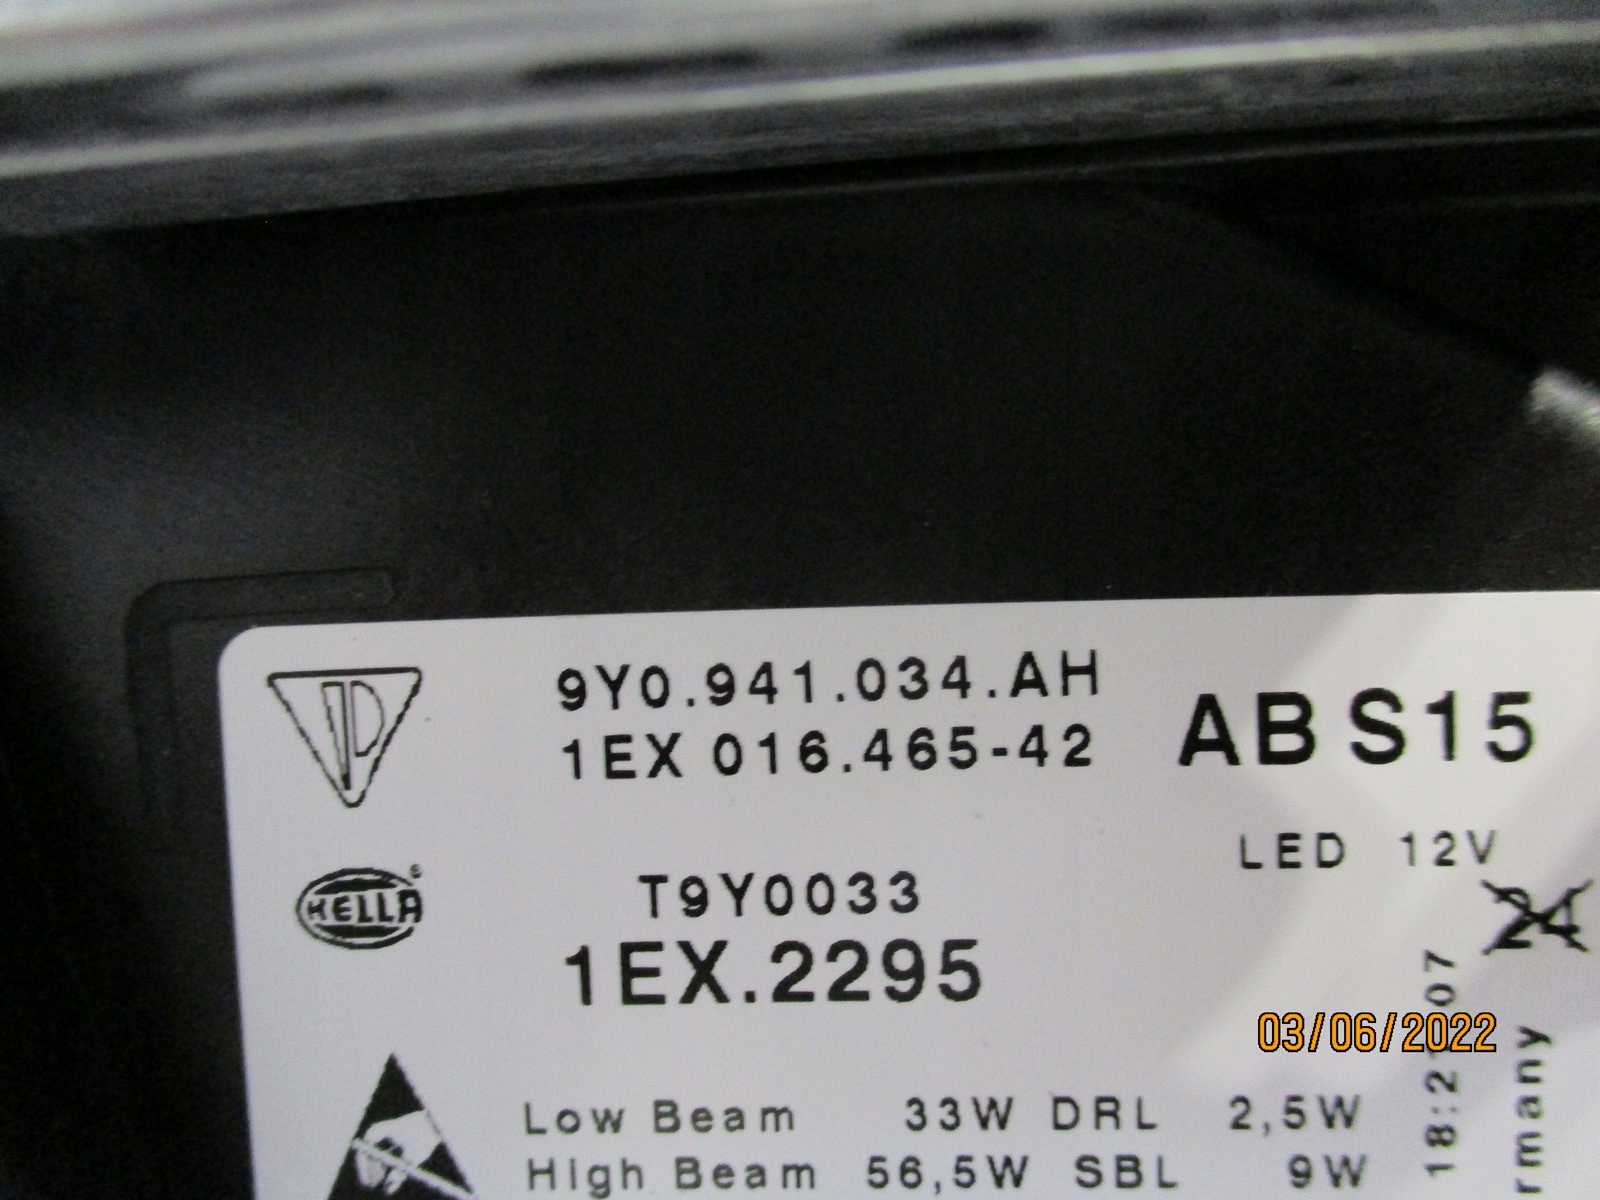 9Y0.941.034.AH
1EX 016.465-42
AB S15
LED 12V
HELLA
T9Y0033
1EX.2295
24
03/06/2022
Low Beam 33W DRL 2,5W
High Beam 56,5W SBL 9W
rmany